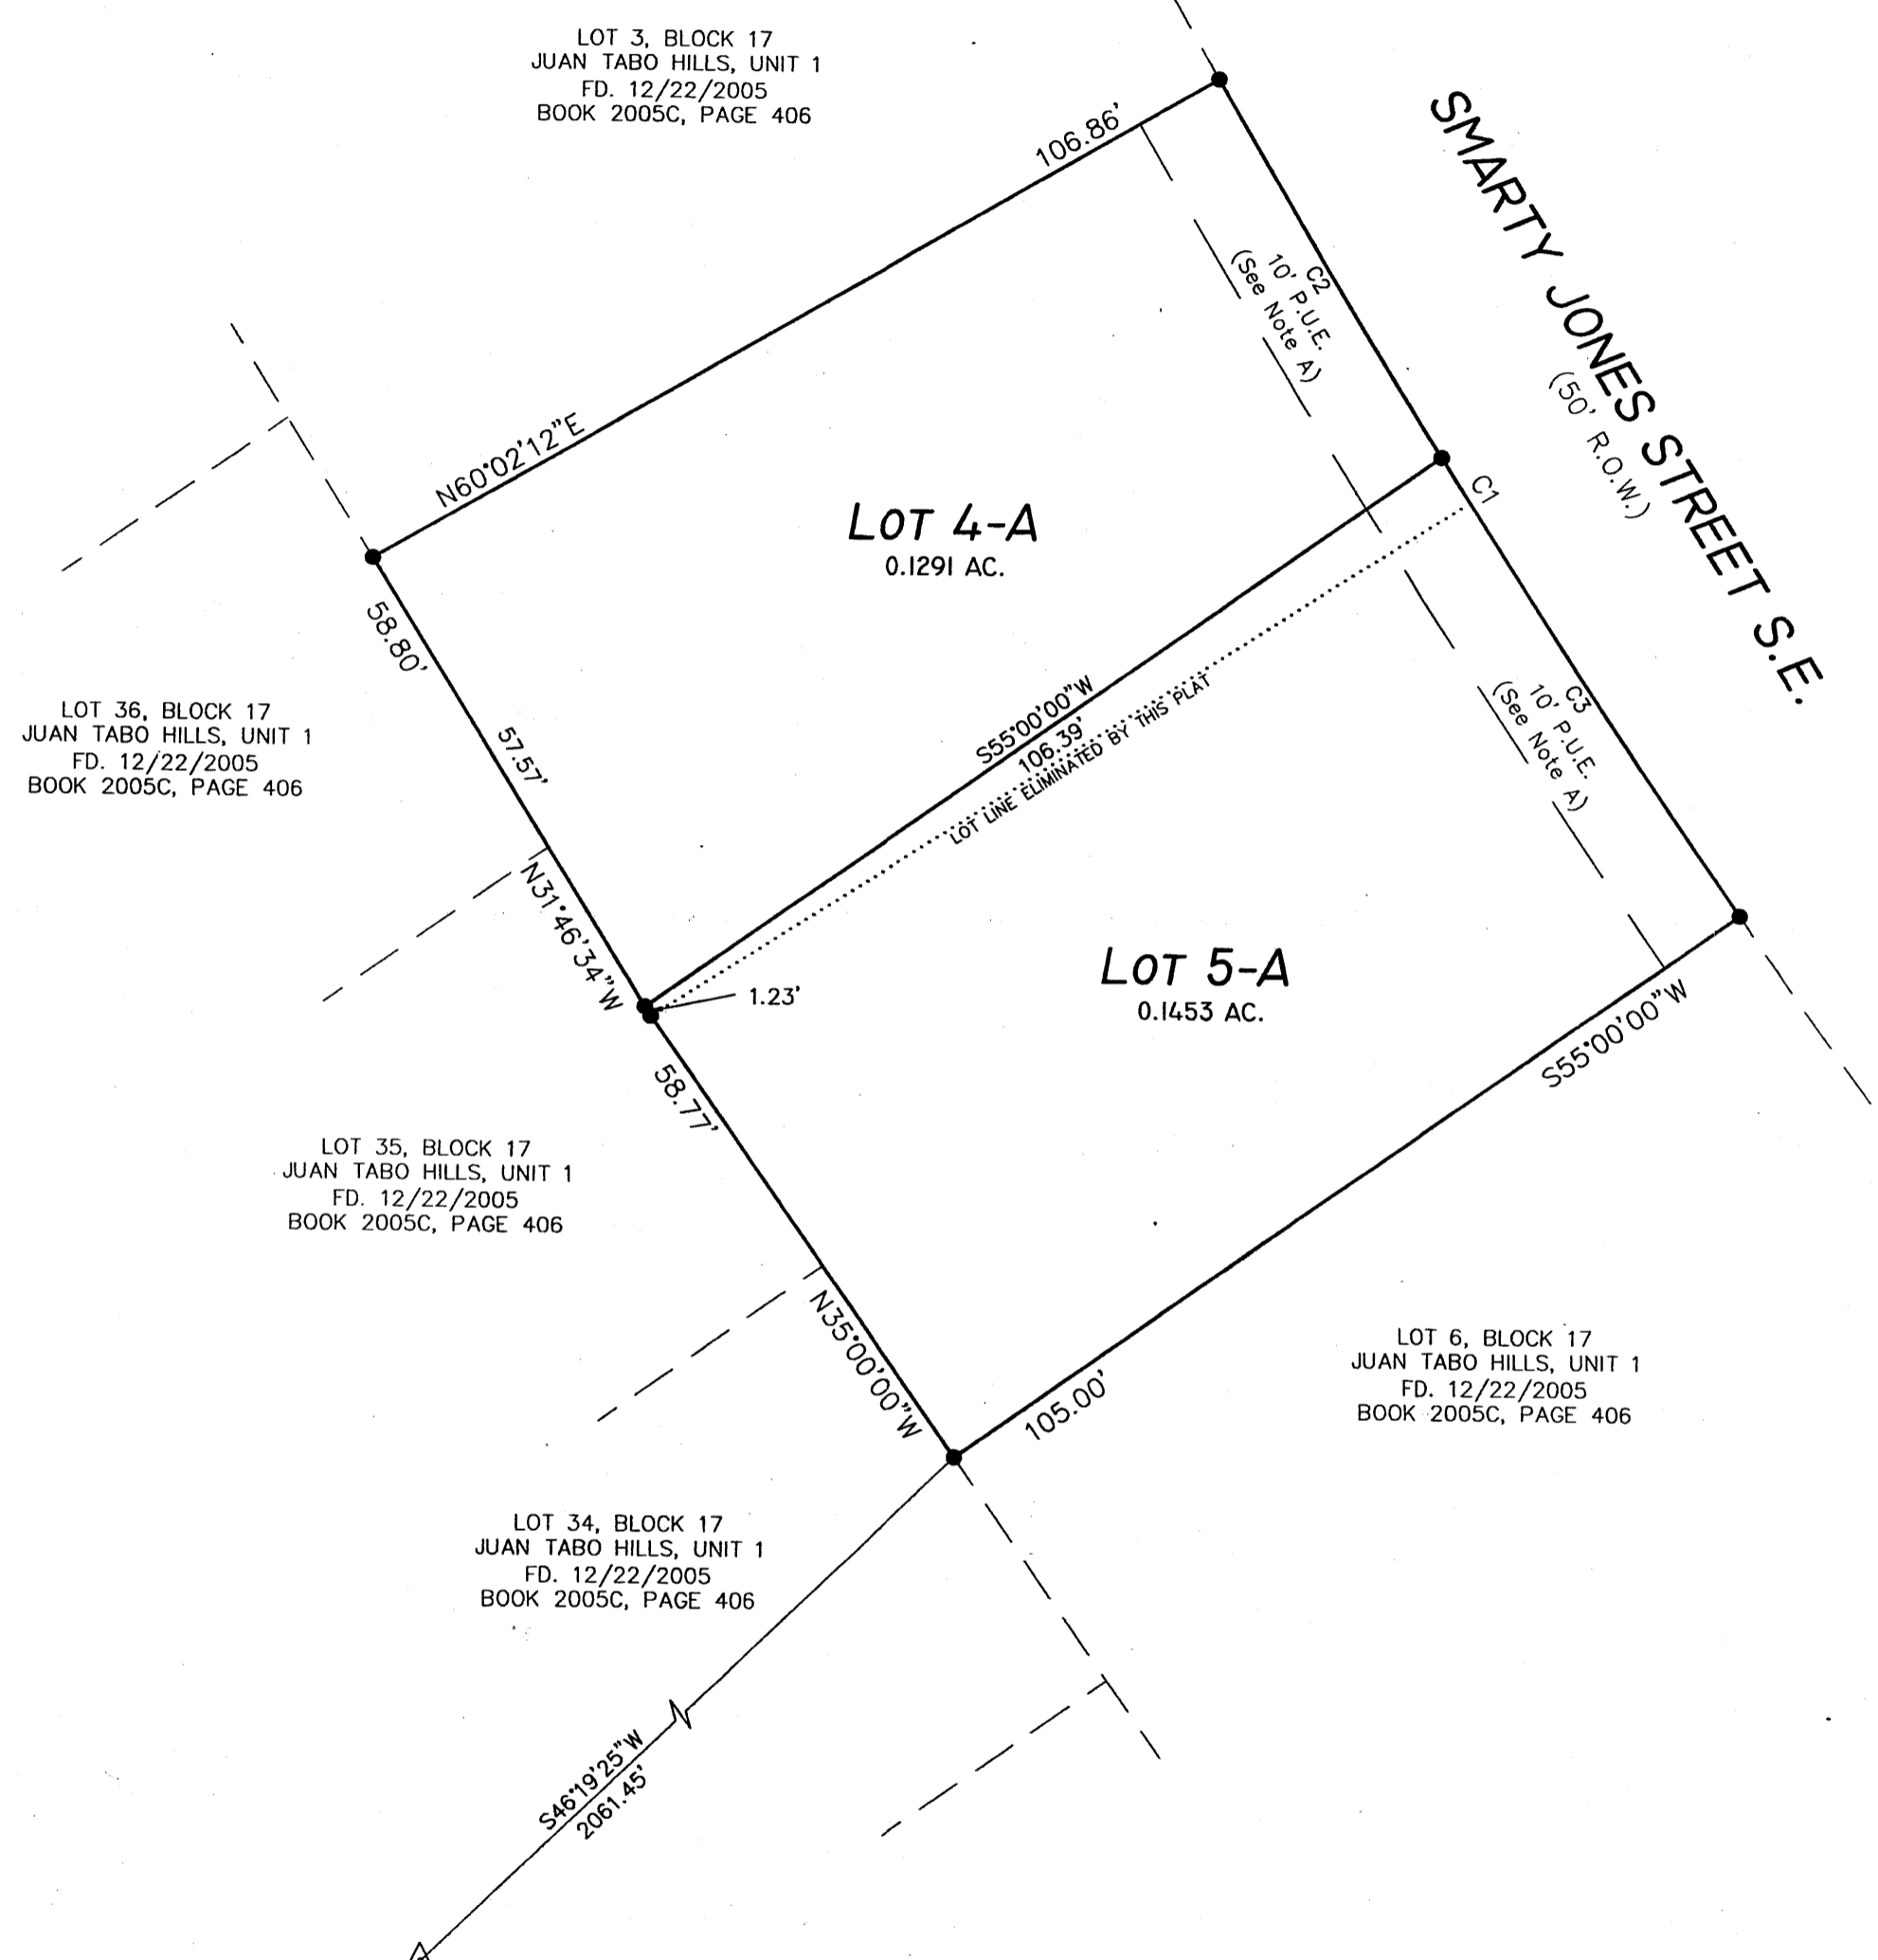 LOT 3, BLOCK 17
JUAN TABO HILLS, UNIT 1
FD. 12/22/2005
BOOK 2005C, PAGE 406
106.86'
SMARTY JONES STREET S.E.
(50' R.O.W.)
C2
10' P.U.E.
(See Note A)
N60°02'12"E
C1
LOT 4-A
0.1291 AC.
58.80'
57.57'
N31°46'34"W
S55°00'00"W
106.39'
LOT LINE ELIMINATED BY THIS PLAT
C3
10' P.U.E.
(See Note A)
LOT 36, BLOCK 17
JUAN TABO HILLS, UNIT 1
FD. 12/22/2005
BOOK 2005C, PAGE 406
LOT 5-A
0.1453 AC.
1.23'
S55°00'00"W
58.77'
LOT 35, BLOCK 17
JUAN TABO HILLS, UNIT 1
FD. 12/22/2005
BOOK 2005C, PAGE 406
N35°00'00"W
105.00'
LOT 6, BLOCK 17
JUAN TABO HILLS, UNIT 1
FD. 12/22/2005
BOOK 2005C, PAGE 406
LOT 34, BLOCK 17
JUAN TABO HILLS, UNIT 1
FD. 12/22/2005
BOOK 2005C, PAGE 406
S46°19'25"W
2061.45'